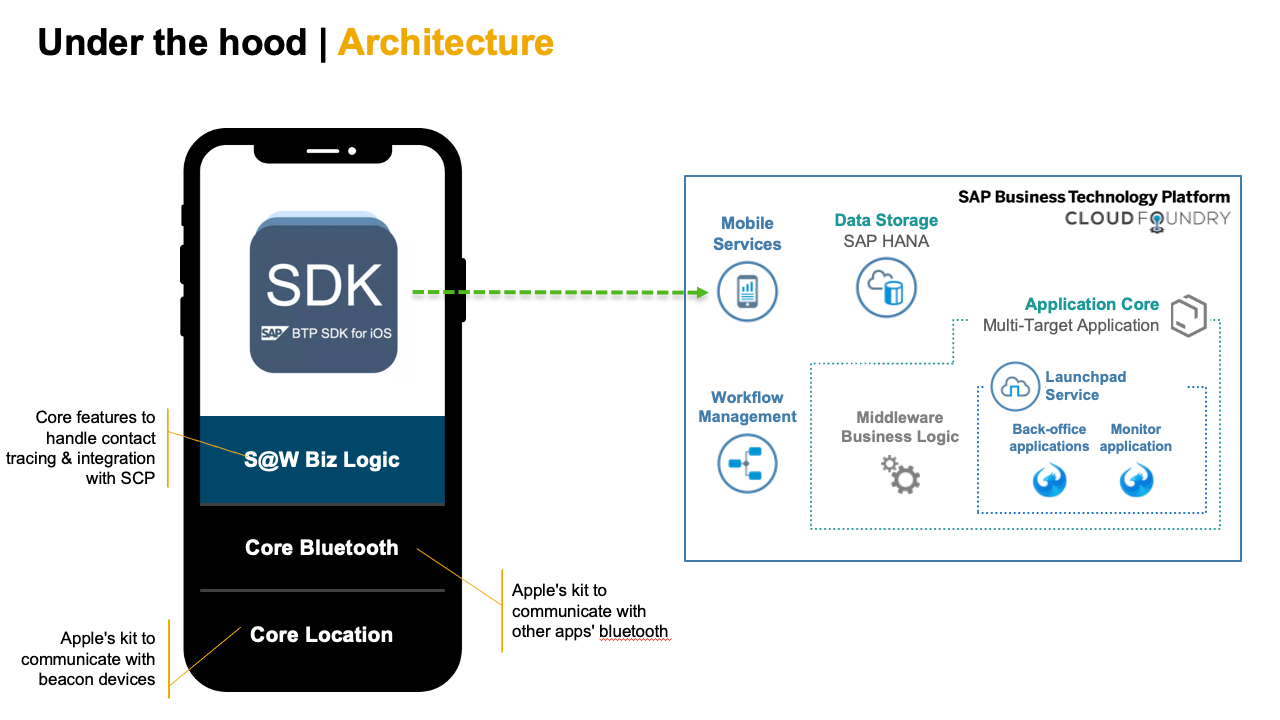 Under the hood | Architecture
SDK
SAP BTP SDK for iOS
Core features to
handle contact
tracing & integration
with SCP
S@W Biz Logic
Core Bluetooth
Core Location
Apple's kit to
communicate with
beacon devices
Apple's kit to
communicate with
other apps' bluetooth
SAP Business Technology Platform
CLOUD FOUNDRY
Mobile
Services
Data Storage
SAP HANA
Application Core
Multi-Target Application
Workflow
Management
Middleware
Business Logic
Launchpad
Service
Back-office
applications
Monitor
application